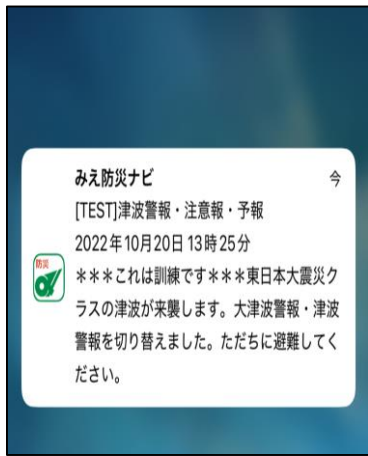 みえ防災ナビ 今
[TEST]津波警報・注意報・予報
2022年10月20日 13時25分
防災
＊＊＊これは訓練です＊＊＊東日本大震災ク
ラスの津波が来襲します。大津波警報・津波
警報を切り替えました。ただちに避難してく
ださい。